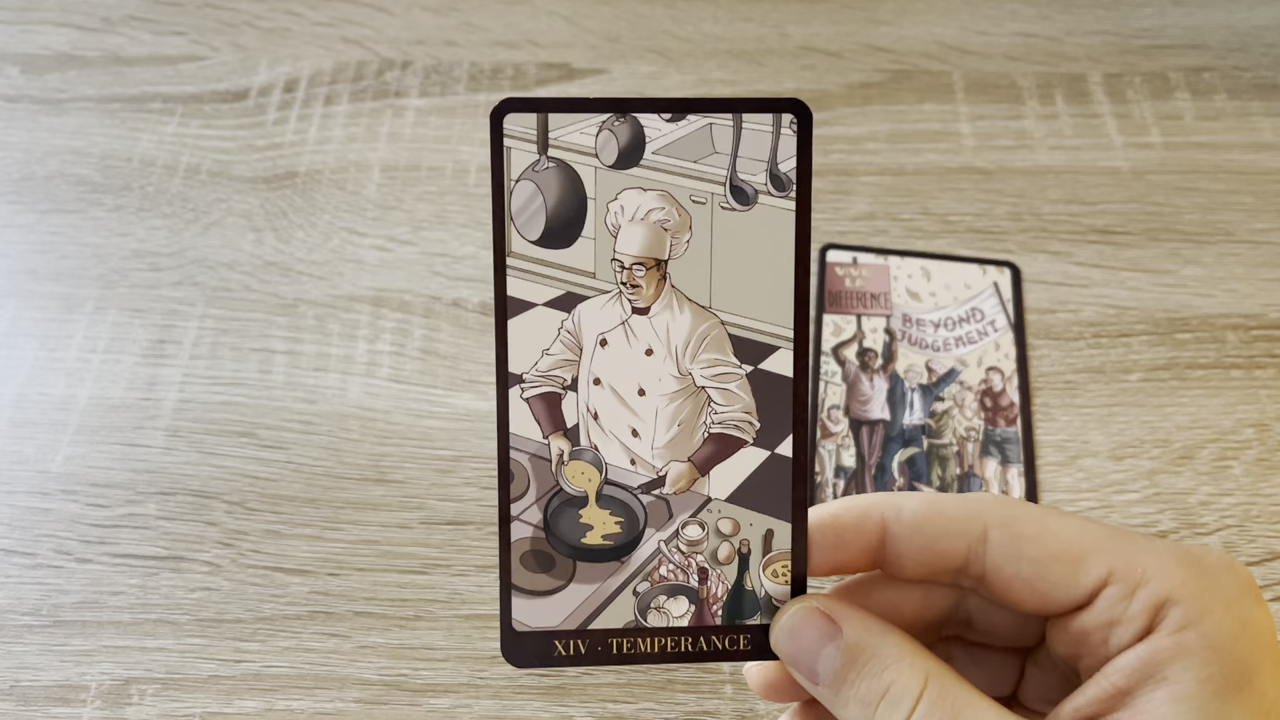 XIV · TEMPERANCE
VIVE
LA
DIFFERENCE
BEYOND
JUDGEMENT